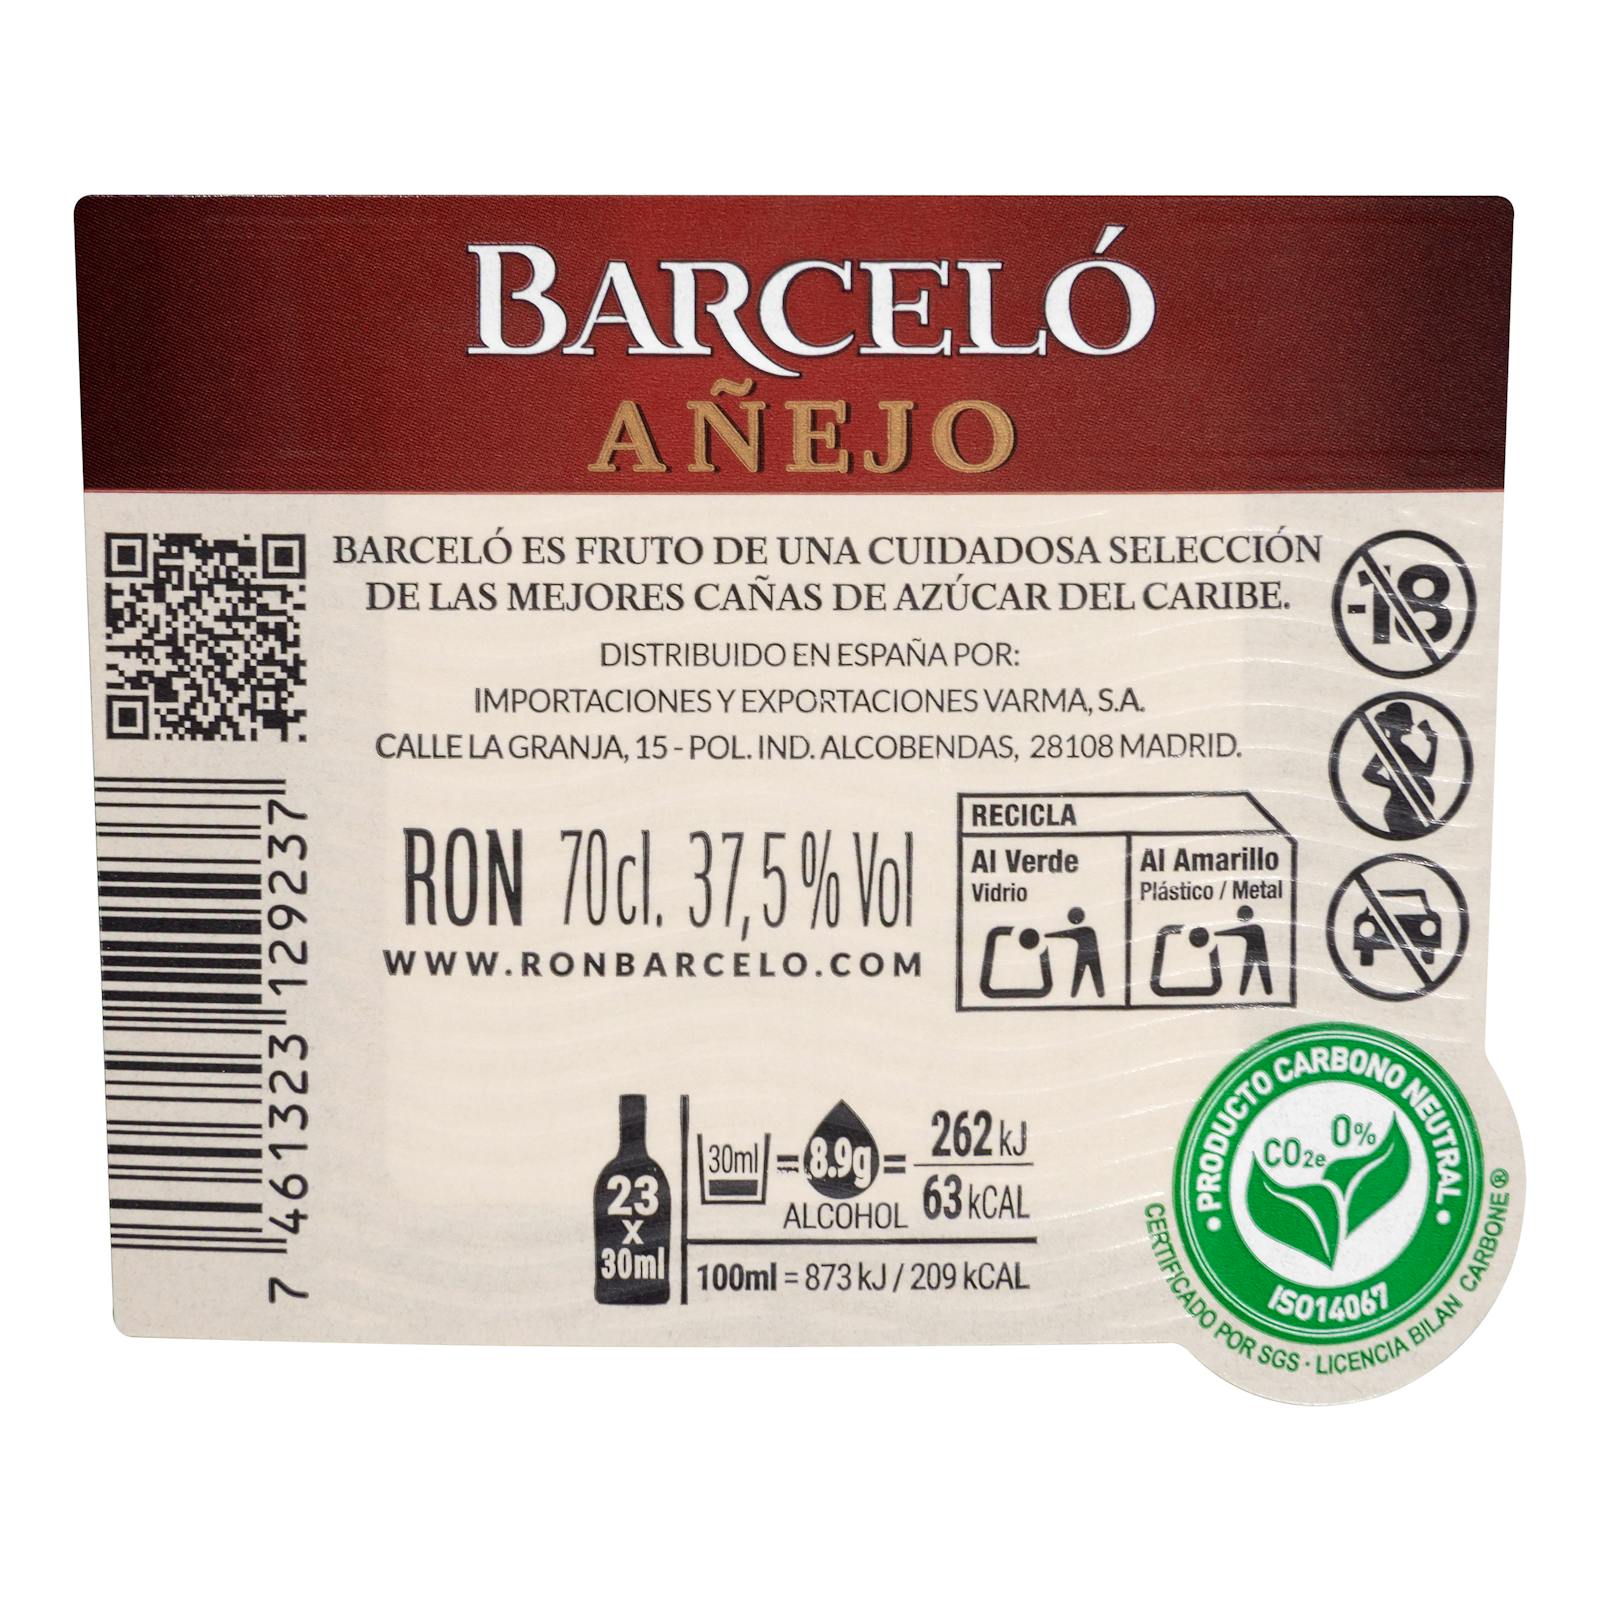 BARCELÓ
AÑEJO
BARCELÓ ES FRUTO DE UNA CUIDADOSA SELECCIÓN
DE LAS MEJORES CAÑAS DE AZÚCAR DEL CARIBE.
DISTRIBUIDO EN ESPAÑA POR:
IMPORTACIONES Y EXPORTACIONES VARMA, S.A.
CALLE LA GRANJA, 15 - POL. IND. ALCOBENDAS, 28108 MADRID.
-18
RON 70cl. 37,5% Vol
WWW.RONBARCELO.COM
RECICLA
Al Verde
Vidrio
Al Amarillo
Plástico / Metal
7 461323 129237
23
x
30ml
30ml = 8.9g = 262 kJ
ALCOHOL 63 kCAL
100ml = 873 kJ / 209 kCAL
• PRODUCTO CARBONO NEUTRAL •
CO2e 0%
ISO14067
CERTIFICADO POR SGS · LICENCIA BILAN CARBONE®